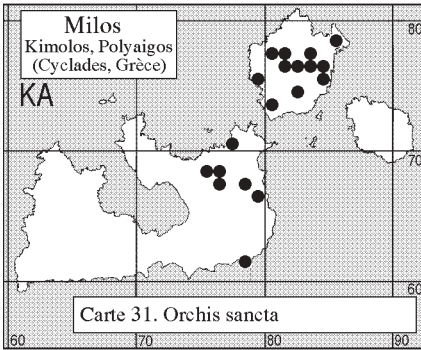 Milos
Kimolos, Polyaigos
(Cyclades, Grèce)
KA
80
70
60
Carte 31. Orchis sancta
60
70
80
90